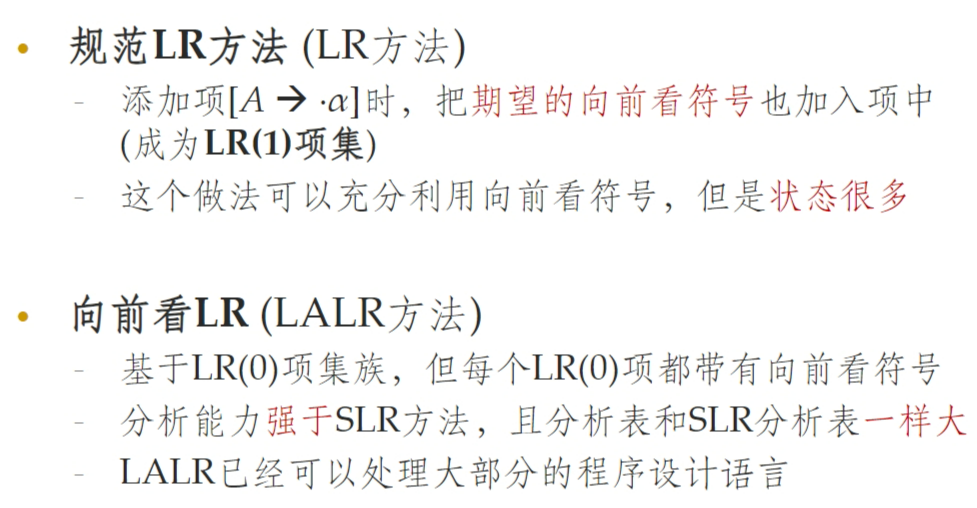 • 规范LR方法 (LR方法)
- 添加项[A → ·α]时，把期望的向前看符号也加入项中
(成为LR(1)项集)
- 这个做法可以充分利用向前看符号，但是状态很多
• 向前看LR (LALR方法)
- 基于LR(0)项集族，但每个LR(0)项都带有向前看符号
- 分析能力强于SLR方法，且分析表和SLR分析表一样大
- LALR已经可以处理大部分的程序设计语言